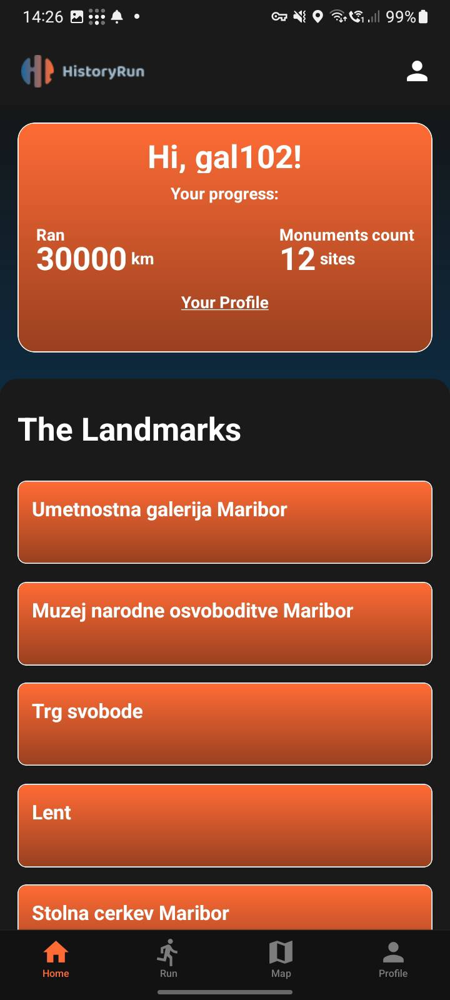 14:26
99%
HistoryRun
Hi, gal102!
Your progress:
Ran
Monuments count
30000 km
12 sites
Your Profile
The Landmarks
Umetnostna galerija Maribor
Muzej narodne osvoboditve Maribor
Trg svobode
Lent
Stolna cerkev Maribor
Home
Run
Map
Profile